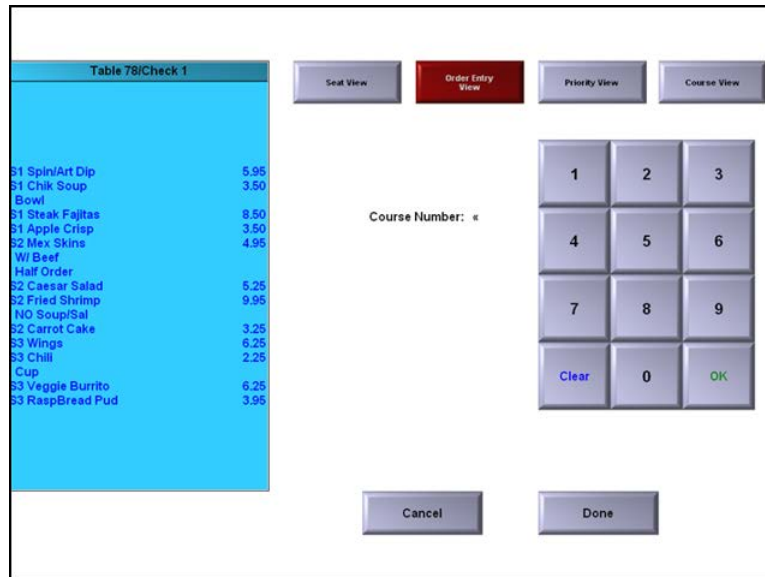 Table 78/Check 1
Seat View
Order Entry
View
Priority View
Course View
S1 Spin/Art Dip 5.95
S1 Chik Soup 3.50
Bowl
S1 Steak Fajitas 8.50
S1 Apple Crisp 3.50
S2 Mex Skins 4.95
W/ Beef
Half Order
S2 Caesar Salad 5.25
S2 Fried Shrimp 9.95
NO Soup/Sal
S2 Carrot Cake 3.25
S3 Wings 6.25
S3 Chili 2.25
Cup
S3 Veggie Burrito 6.25
S3 RaspBread Pud 3.95
Course Number: «
1 2 3
4 5 6
7 8 9
Clear 0 OK
Cancel
Done